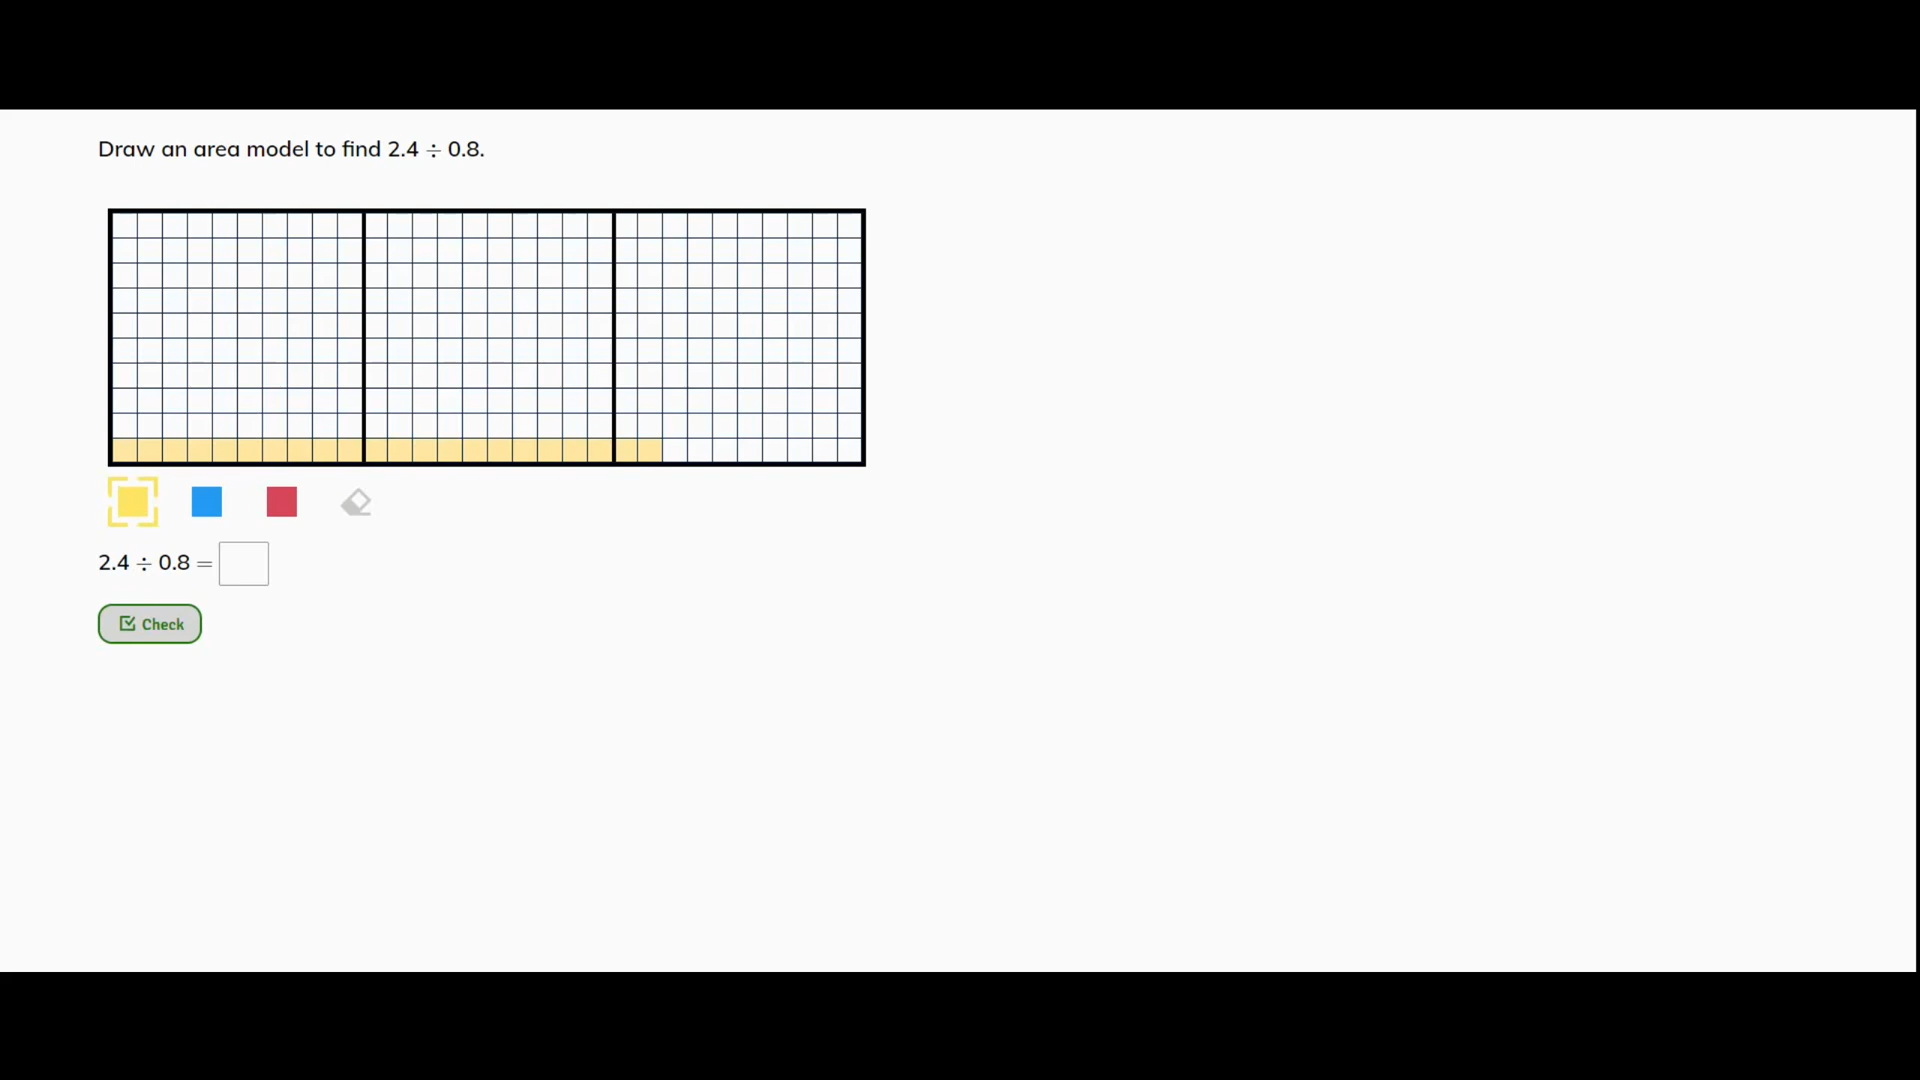 Draw an area model to find 2.4 ÷ 0.8.
2.4 ÷ 0.8 =
Check